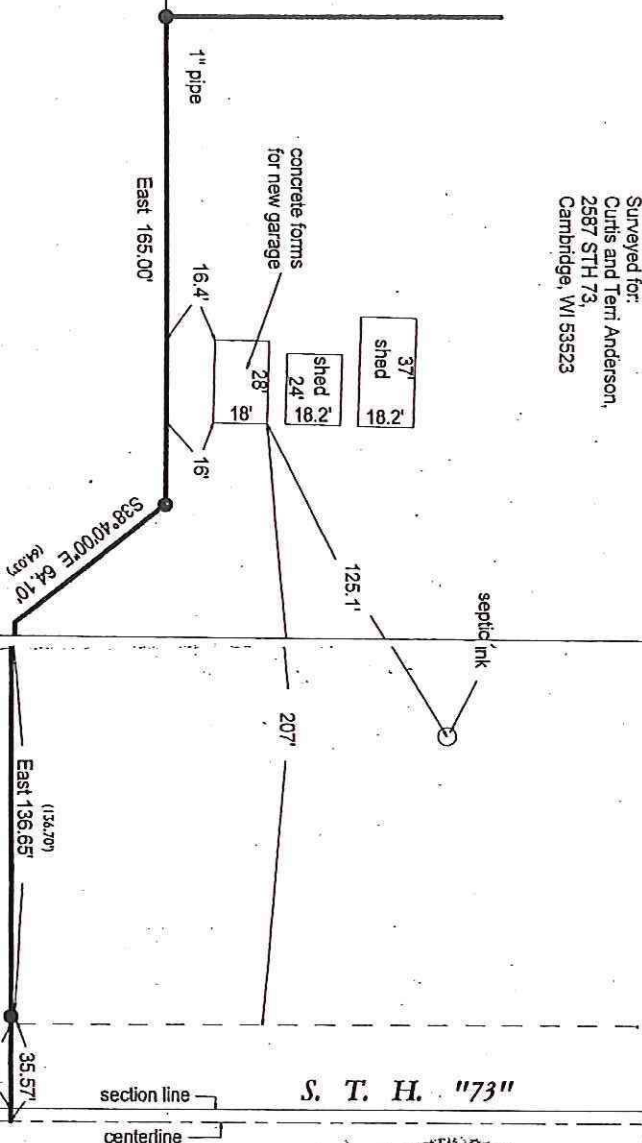 Surveyed for:
Curtis and Terri Anderson,
2587 STH 73,
Cambridge, WI 53523
1" pipe
East 165.00'
concrete forms
for new garage
16.4'
16'
28'
18'
shed
24'
18.2'
37'
shed
18.2'
S38°40'00"E 64.10'
(64.03')
125.1'
septic
207'
(136.70')
East 136.65'
35.57'
section line
centerline
S. T. H. "73"